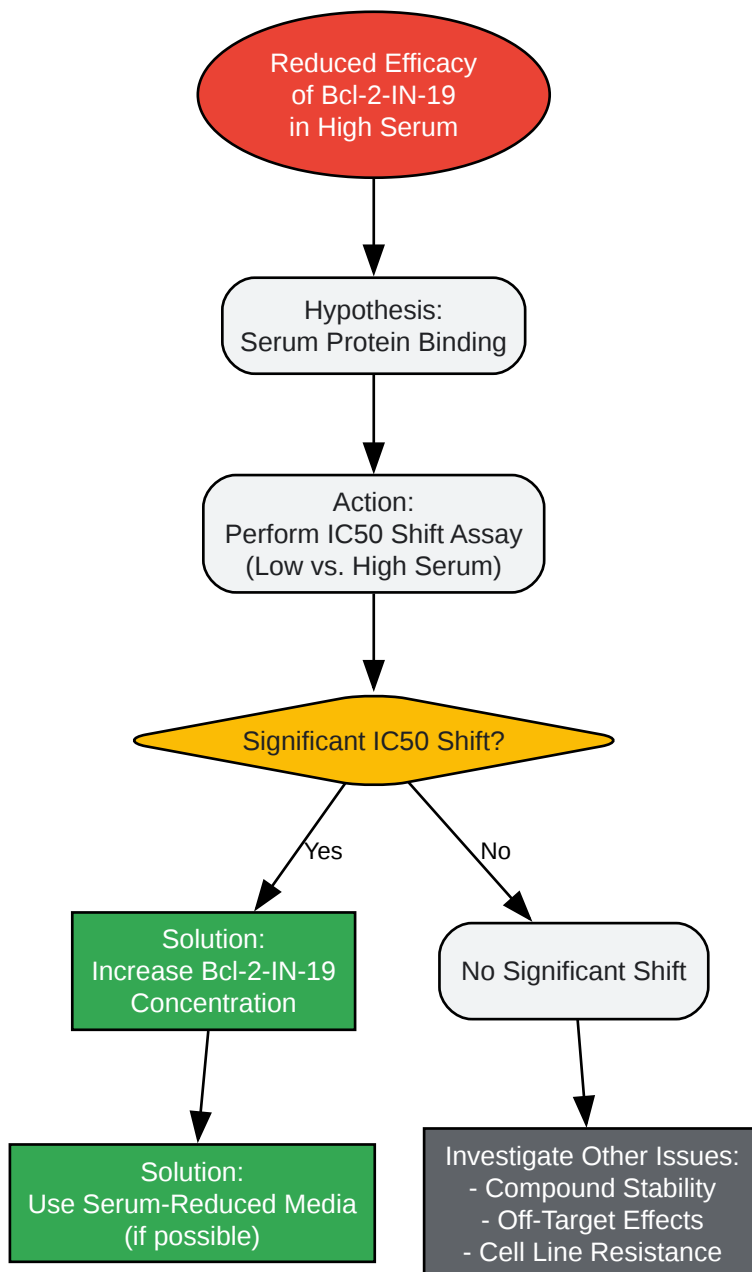 Reduced Efficacy
of Bcl-2-IN-19
in High Serum
Hypothesis:
Serum Protein Binding
Action:
Perform IC50 Shift Assay
(Low vs. High Serum)
Significant IC50 Shift?
Yes
No
Solution:
Increase Bcl-2-IN-19
Concentration
No Significant Shift
Solution:
Use Serum-Reduced Media
(if possible)
Investigate Other Issues:
- Compound Stability
- Off-Target Effects
- Cell Line Resistance